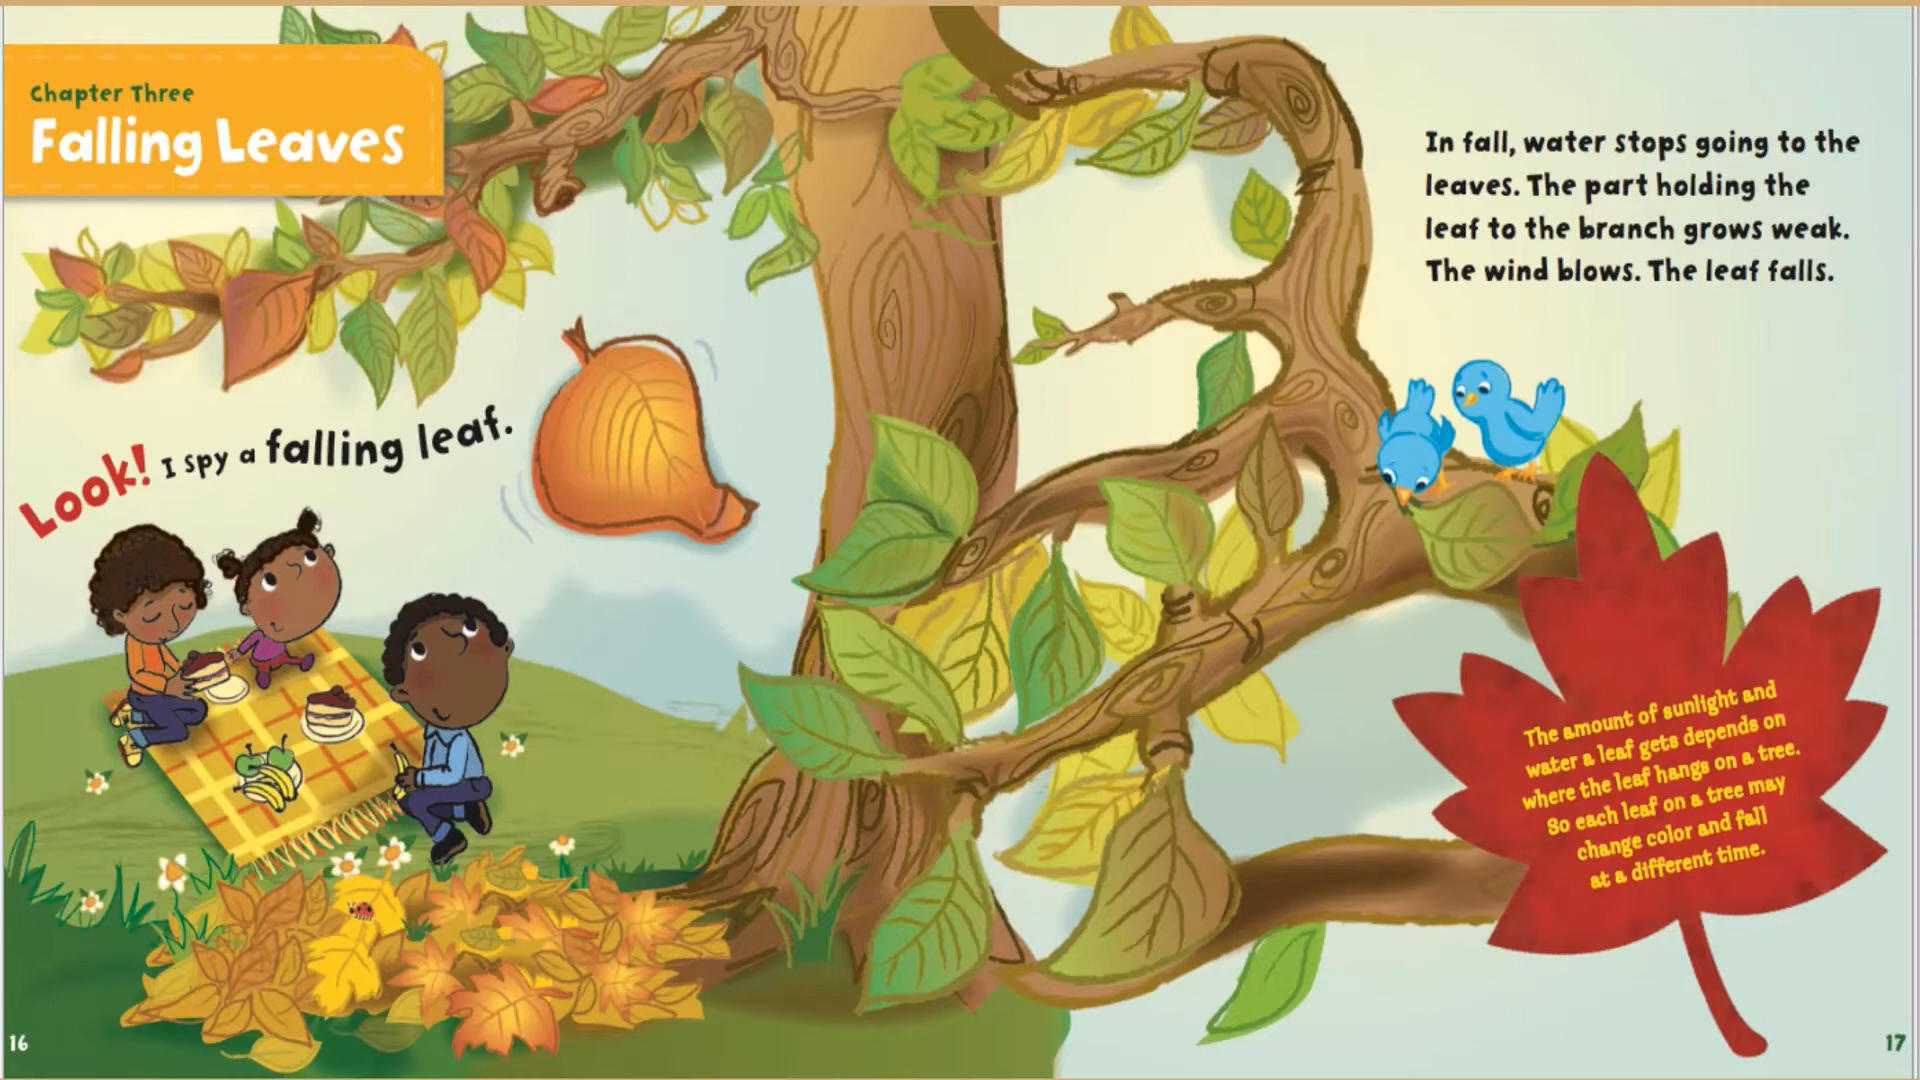 Chapter Three
Falling Leaves
Look! I spy a falling leaf.
16
In fall, water stops going to the
leaves. The part holding the
leaf to the branch grows weak.
The wind blows. The leaf falls.
The amount of sunlight and
water a leaf gets depends on
where the leaf hangs on a tree.
So each leaf on a tree may
change color and fall
at a different time.
17